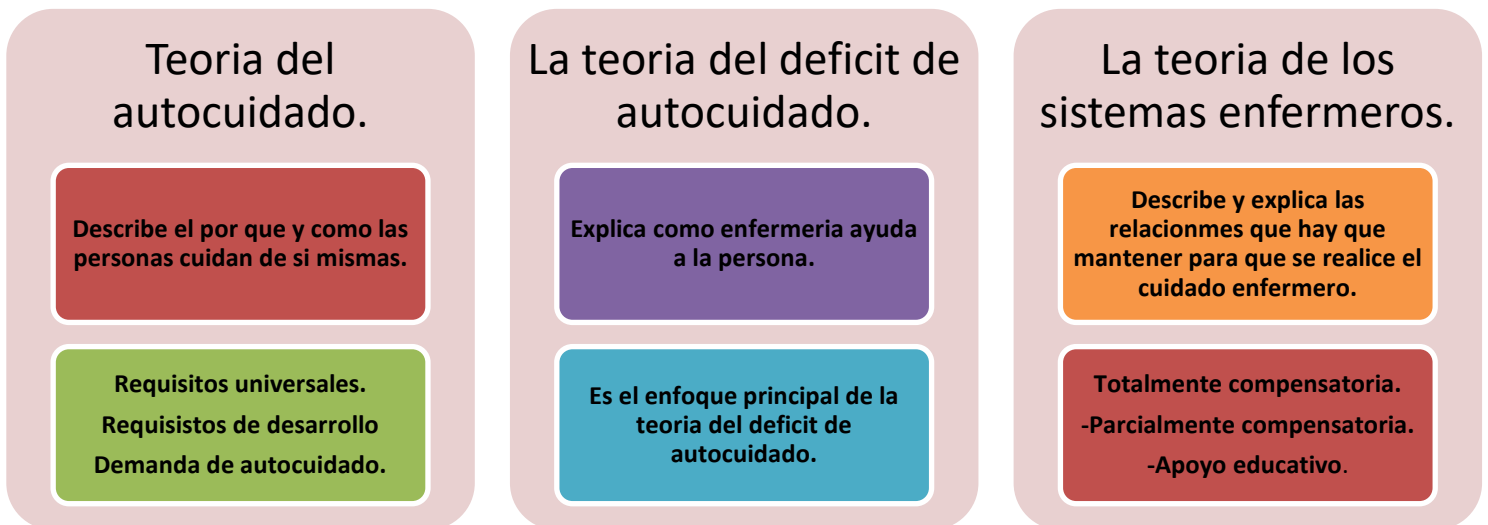 Teoria del
autocuidado.
Describe el por que y como las
personas cuidan de si mismas.
Requisitos universales.
Requisistos de desarrollo
Demanda de autocuidado.
La teoria del deficit de
autocuidado.
Explica como enfermeria ayuda
a la persona.
Es el enfoque principal de la
teoria del deficit de
autocuidado.
La teoria de los
sistemas enfermeros.
Describe y explica las
relacionmes que hay que
mantener para que se realice el
cuidado enfermero.
Totalmente compensatoria.
-Parcialmente compensatoria.
-Apoyo educativo.